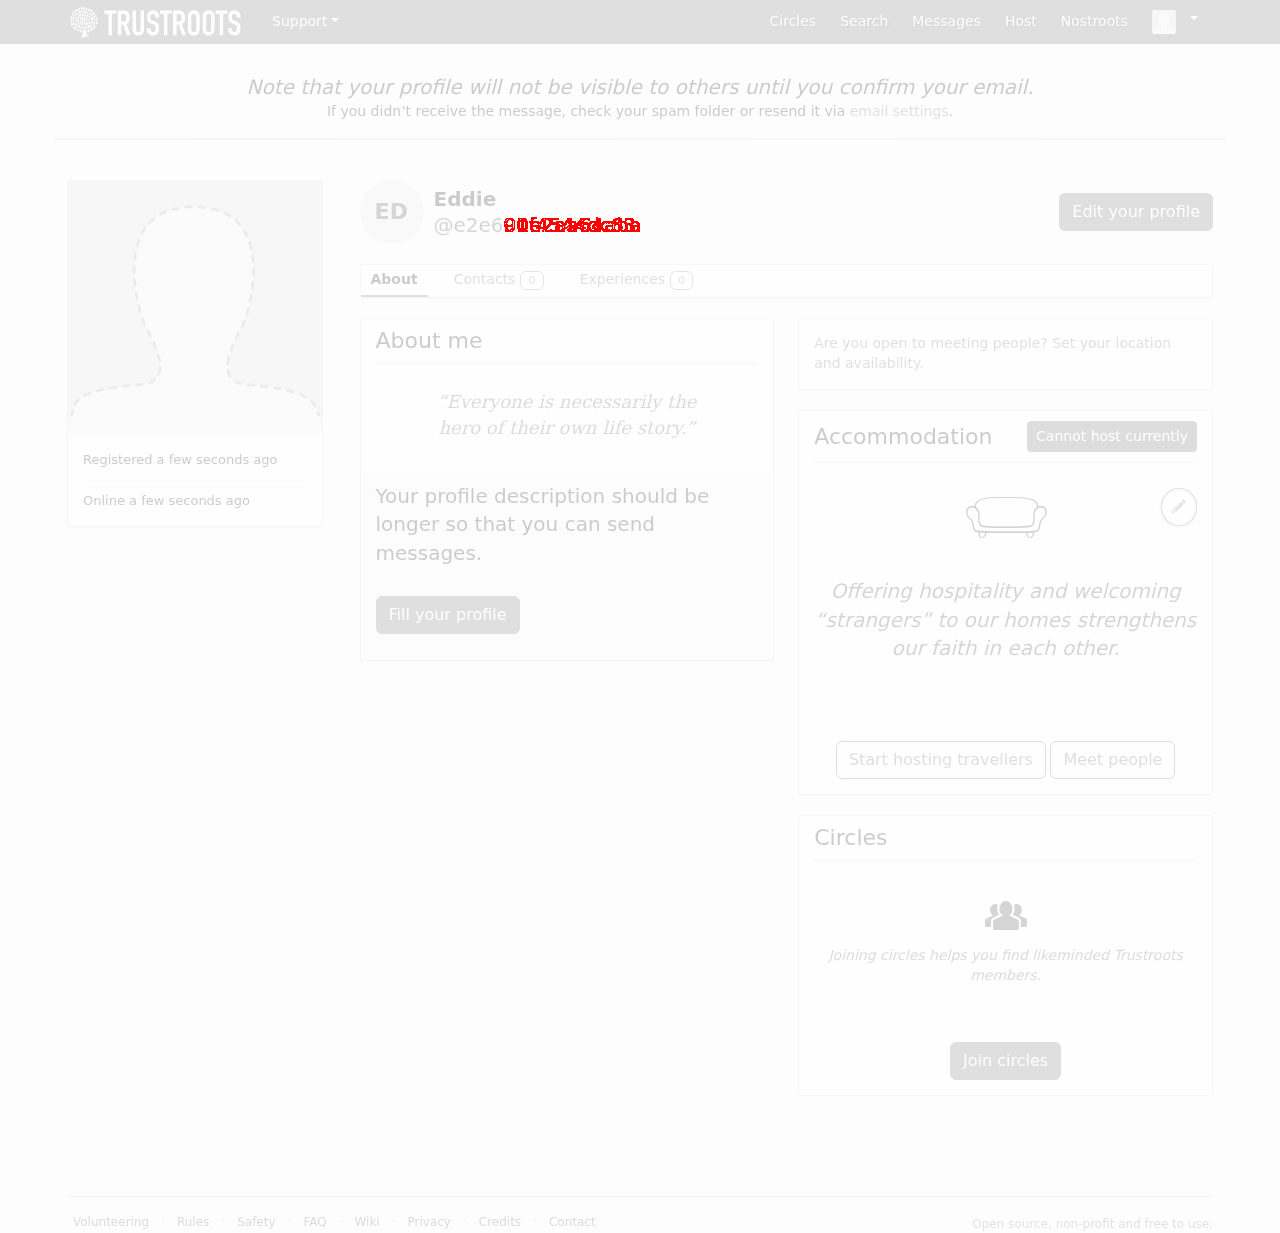 TRUSTROOTS
Support
Circles
Search
Messages
Host
Nostroots
Note that your profile will not be visible to others until you confirm your email.
If you didn’t receive the message, check your spam folder or resend it via email settings.
ED
Eddie
@e2e6
Edit your profile
About
Contacts 0
Experiences 0
Registered a few seconds ago
Online a few seconds ago
About me
“Everyone is necessarily the
hero of their own life story.”
Your profile description should be
longer so that you can send
messages.
Fill your profile
Are you open to meeting people? Set your location
and availability.
Accommodation
Cannot host currently
Offering hospitality and welcoming
“strangers” to our homes strengthens
our faith in each other.
Start hosting travellers
Meet people
Circles
Joining circles helps you find likeminded Trustroots
members.
Join circles
Volunteering · Rules · Safety · FAQ · Wiki · Privacy · Credits · Contact
Open source, non-profit and free to use.